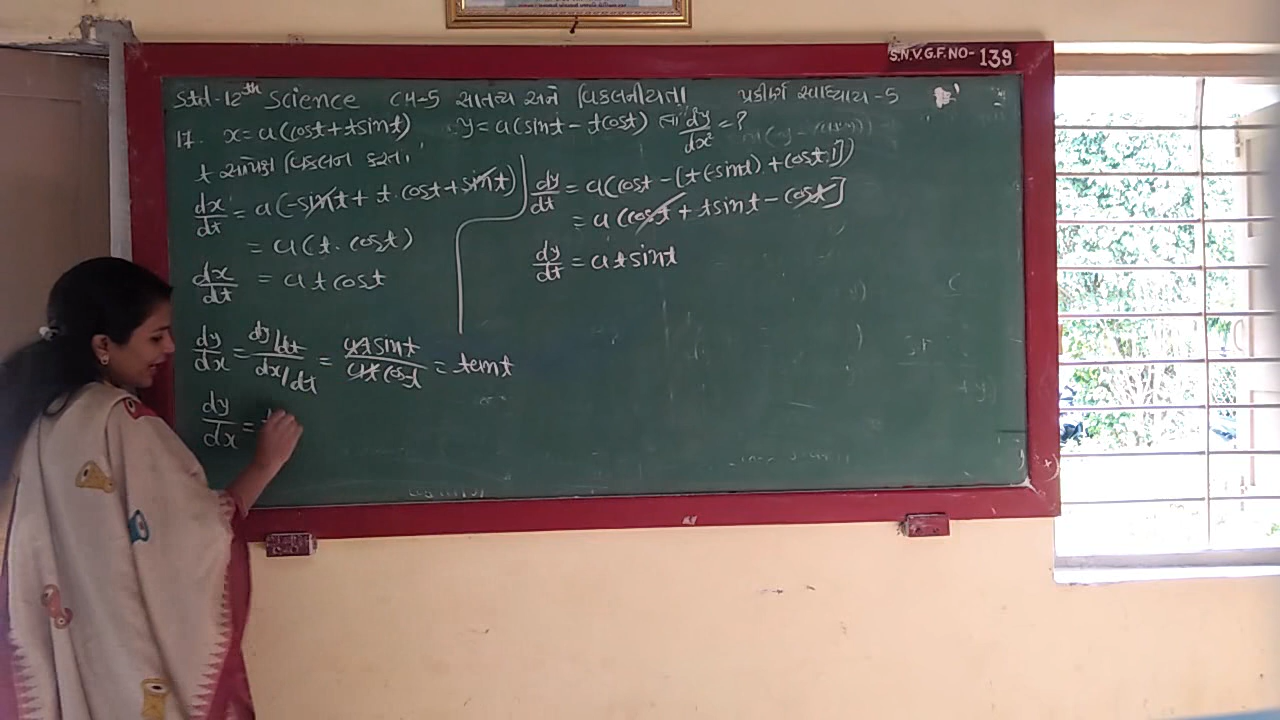 S.N.V.G.F.NO- 139
Std-12th Science CH-5 સાતત્ય અને વિકલનીયતા પ્રકીર્ણ સ્વાધ્યાય-5
17. x=a(cost+tsint) y=a(sint-tcost) તો d²y/dx²=?
t સાપેક્ષ વિકલન કરતાં
dx/dt = a(-sint+t.cost+sint)
= a(t.cost)
dx/dt = atcost
dy/dt = a(cost-[t(-sint)+cost.1])
= a(cost+tsint-cost]
dy/dt = atsint
dy/dx = dy/dt/dx/dt = atsint/atcost = tant
dy/dx = t